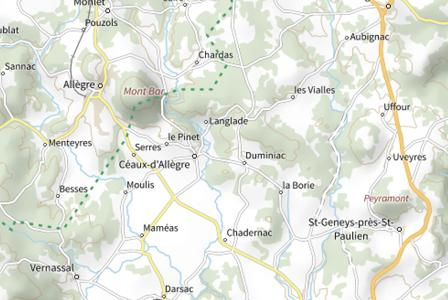 Pouzols
Aubignac
Chardas
Sannac
Allègre
Mont Bar
les Vialles
Uffour
Langlade
le Pinet
Menteyres
Serres
Céaux-d'Allègre
Duminiac
Uveyres
Besses
Moulis
la Borie
Peyramont
St-Geneys-près-St-
Paulien
Maméas
Chadernac
Vernassal
Darsac